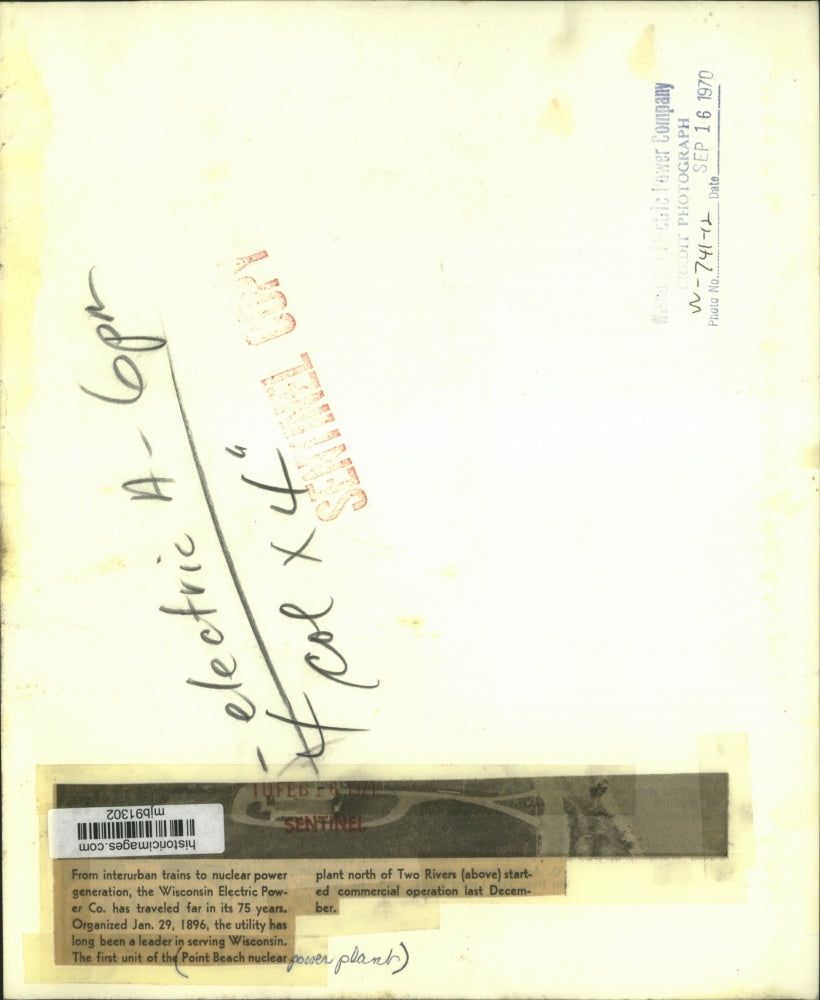 Wisconsin Electric Power Company
CREDIT PHOTOGRAPH
W-741-12
Photo No. Date SEP 16 1970
SENTINEL COPY
- electric A - 6pm
4 col x 4"
SENTINEL
historicimages.com
mjb91302
From interurban trains to nuclear power
generation, the Wisconsin Electric Pow-
er Co. has traveled far in its 75 years.
Organized Jan. 29, 1896, the utility has
long been a leader in serving Wisconsin.
The first unit of the (Point Beach nuclear
plant north of Two Rivers (above) start-
ed commercial operation last Decem-
ber.
power plant)